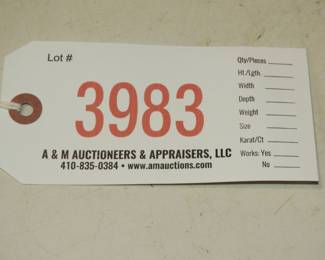 Lot #
3983
A & M AUCTIONEERS & APPRAISERS, LLC
410-835-0384 • www.amauctions.com
Qty/Pieces
Ht./Lgth.
Width
Depth
Weight
Size
Karat/Ct
Works: Yes
No